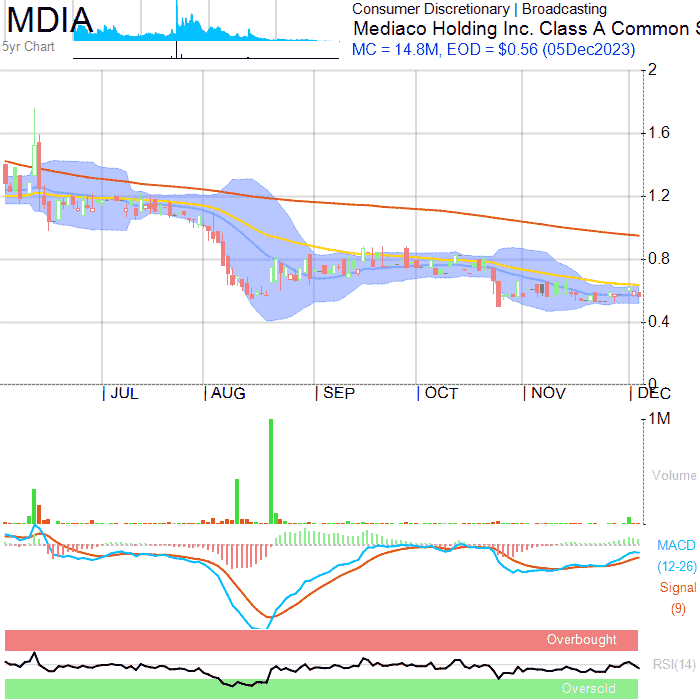 MDIA
5yr Chart
Consumer Discretionary | Broadcasting
Mediaco Holding Inc. Class A Common S
MC = 14.8M, EOD = $0.56 (05Dec2023)
2
1.6
1.2
0.8
0.4
0
JUL AUG SEP OCT NOV DEC
1M
Volume
MACD
(12-26)
Signal
(9)
Overbought
RSI(14)
Oversold